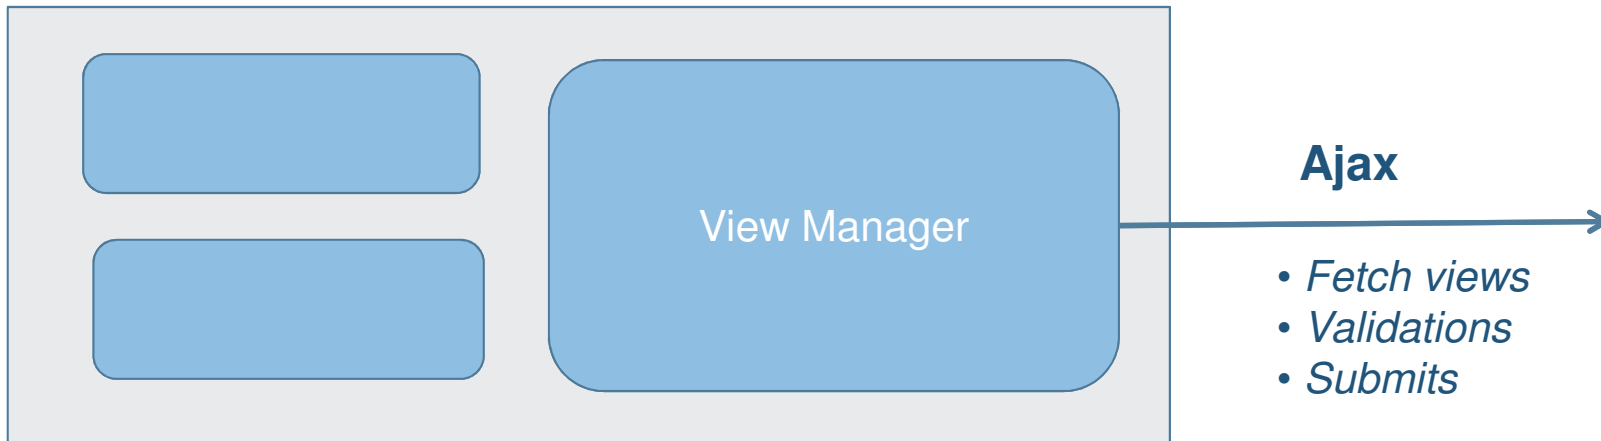 View Manager
Ajax
• Fetch views
• Validations
• Submits